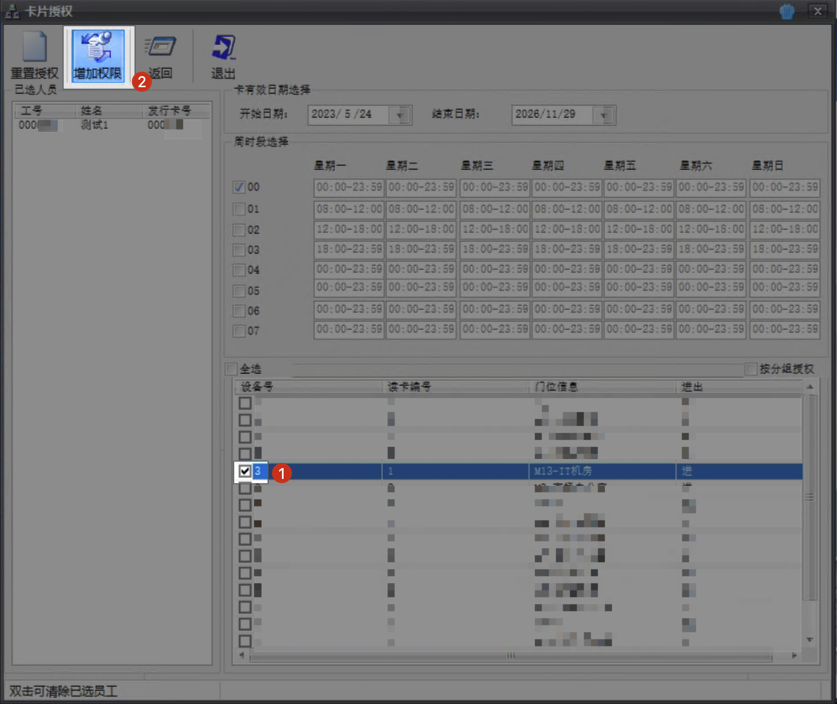 卡片授权
重置授权 增加权限 返回 退出
2
已选人员
工号 姓名 发行卡号
000 测试1 000
卡有效日期选择
开始日期: 2023/ 5 /24 结束日期: 2026/11/29
周时段选择
星期一 星期二 星期三 星期四 星期五 星期六 星期日
00 00:00-23:59 00:00-23:59 00:00-23:59 00:00-23:59 00:00-23:59 00:00-23:59 00:00-23:59
01 08:00-12:00 08:00-12:00 08:00-12:00 08:00-12:00 08:00-12:00 08:00-12:00 08:00-12:00
02 12:00-18:00 12:00-18:00 12:00-18:00 12:00-18:00 12:00-18:00 12:00-18:00 12:00-18:00
03 18:00-23:59 18:00-23:59 18:00-23:59 18:00-23:59 18:00-23:59 18:00-23:59 18:00-23:59
04 00:00-23:59 00:00-23:59 00:00-23:59 00:00-23:59 00:00-23:59 00:00-23:59 00:00-23:59
05 00:00-23:59 00:00-23:59 00:00-23:59 00:00-23:59 00:00-23:59 00:00-23:59 00:00-23:59
06 00:00-23:59 00:00-23:59 00:00-23:59 00:00-23:59 00:00-23:59 00:00-23:59 00:00-23:59
07 00:00-23:59 00:00-23:59 00:00-23:59 00:00-23:59 00:00-23:59 00:00-23:59 00:00-23:59
全选 按分组授权
设备号 读卡编号 门位信息 进出
3 1 1 M13-IT机房 进
双击可清除已选员工